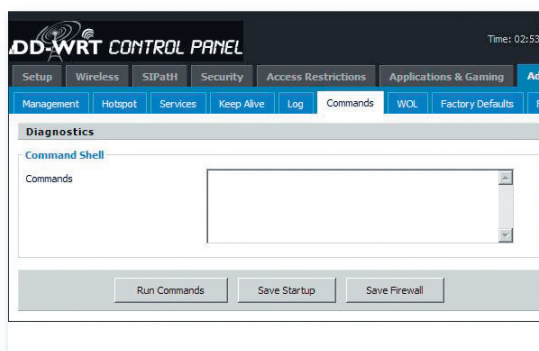 DD-WRT CONTROL PANEL
Time: 02:53
Setup Wireless SIPatH Security Access Restrictions Applications & Gaming Ad
Management Hotspot Services Keep Alive Log Commands WOL Factory Defaults F
Diagnostics
Command Shell
Commands
Run Commands Save Startup Save Firewall